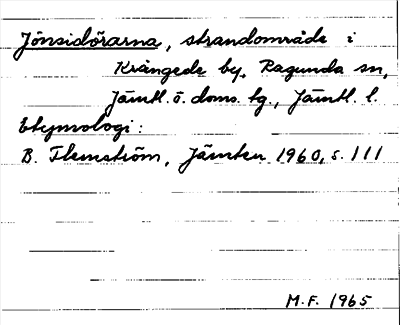 Jönsidörarna, strandområde i
Krångede by, Ragunda sn,
Jämtl. ö. doms. tg., Jämtl. l.
Etymologi:
B. Flemström, Jämten 1960, s. 111
M.F. 1965